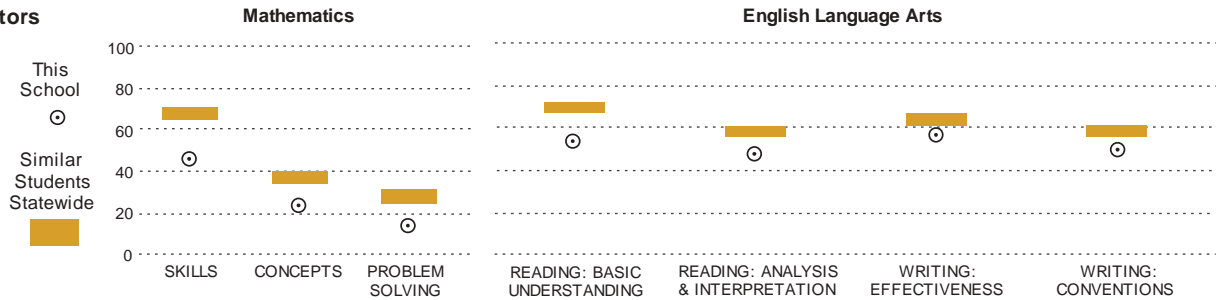 tors
Mathematics
English Language Arts
This
School
Similar
Students
Statewide
100
80
60
40
20
0
SKILLS
CONCEPTS
PROBLEM
SOLVING
READING: BASIC
UNDERSTANDING
READING: ANALYSIS
& INTERPRETATION
WRITING:
EFFECTIVENESS
WRITING:
CONVENTIONS